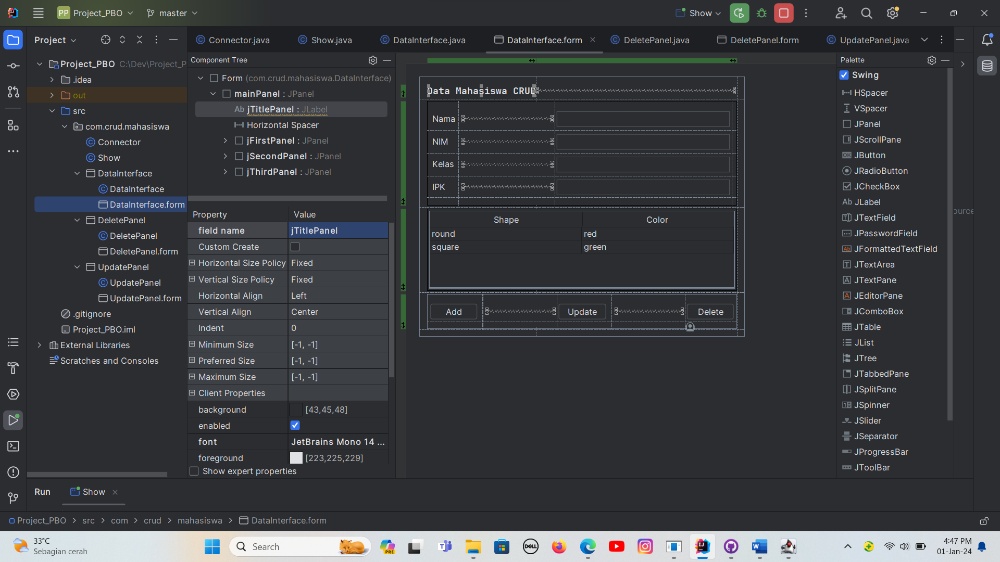 PP Project_PBO master Show
Project
Connector.java Show.java DataInterface.java DataInterface.form DeletePanel.java DeletePanel.form UpdatePanel.java
Project_PBO C:\Dev\Project_P
.idea
out
src
com.crud.mahasiswa
Connector
Show
DataInterface
DataInterface
DataInterface.form
DeletePanel
DeletePanel
DeletePanel.form
UpdatePanel
UpdatePanel
UpdatePanel.form
.gitignore
Project_PBO.iml
External Libraries
Scratches and Consoles
Component Tree
Form (com.crud.mahasiswa.DataInterface)
mainPanel : JPanel
Ab jTitlePanel : JLabel
Horizontal Spacer
jFirstPanel : JPanel
jSecondPanel : JPanel
jThirdPanel : JPanel
Property Value
field name jTitlePanel
Custom Create
Horizontal Size Policy Fixed
Vertical Size Policy Fixed
Horizontal Align Left
Vertical Align Center
Indent 0
Minimum Size [-1, -1]
Preferred Size [-1, -1]
Maximum Size [-1, -1]
Client Properties
background [43,45,48]
enabled
font JetBrains Mono 14 ...
foreground [223,225,229]
Show expert properties
Data Mahasiswa CRUD
Nama
NIM
Kelas
IPK
Shape Color
round red
square green
Add Update Delete
Palette
Swing
HSpacer
VSpacer
JPanel
JScrollPane
OK JButton
JRadioButton
JCheckBox
Ab JLabel
JTextField
JPasswordField
Ab JFormattedTextField
JTextArea
JTextPane
JEditorPane
JComboBox
JTable
JList
JTree
JTabbedPane
JSplitPane
JSpinner
JSlider
JSeparator
JProgressBar
JToolBar
ource
Run Show
Project_PBO > src > com > crud > mahasiswa > DataInterface.form
33°C
Sebagian cerah
Search
PRE
DELL
4:47 PM
01-Jan-24